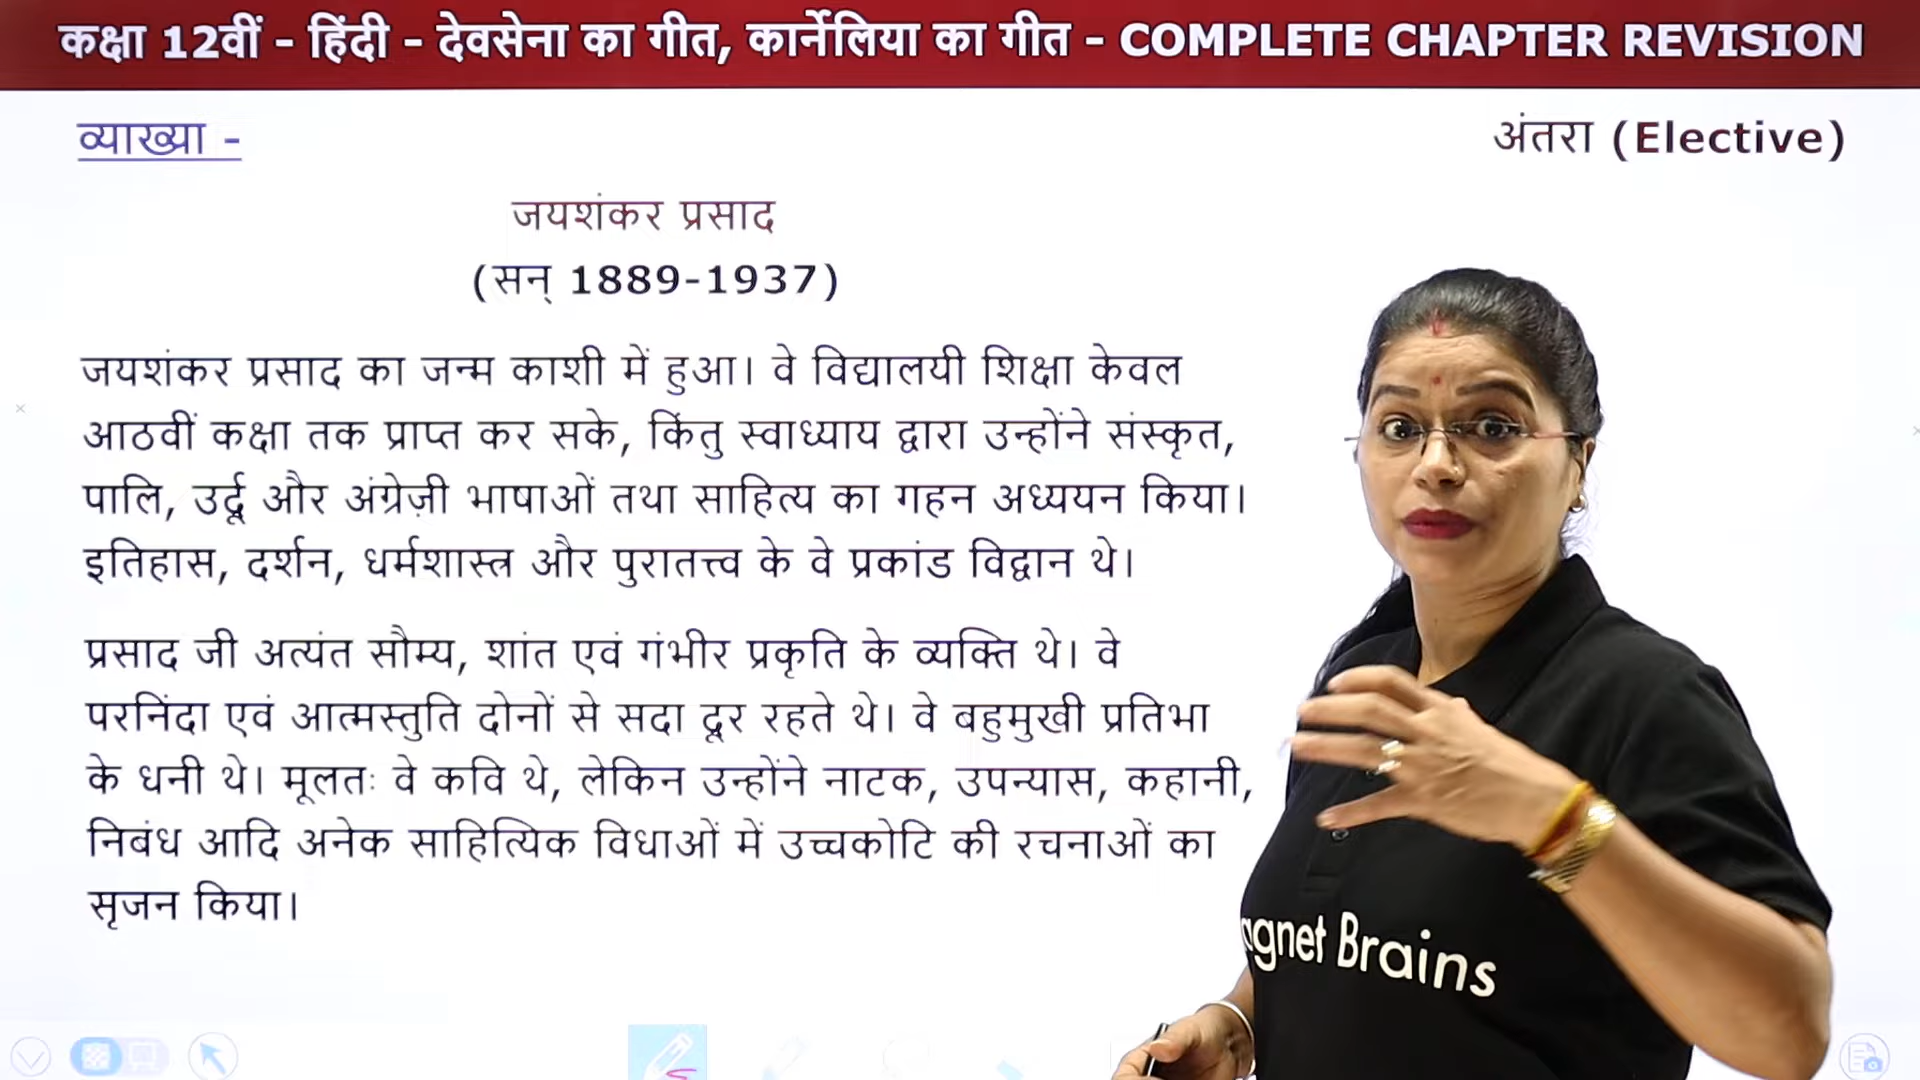 कक्षा 12वीं - हिंदी - देवसेना का गीत, कार्नेलिया का गीत - COMPLETE CHAPTER REVISION
व्याख्या -
अंतरा (Elective)
जयशंकर प्रसाद
(सन् 1889-1937)
जयशंकर प्रसाद का जन्म काशी में हुआ। वे विद्यालयी शिक्षा केवल
आठवीं कक्षा तक प्राप्त कर सके, किंतु स्वाध्याय द्वारा उन्होंने संस्कृत,
पालि, उर्दू और अंग्रेज़ी भाषाओं तथा साहित्य का गहन अध्ययन किया।
इतिहास, दर्शन, धर्मशास्त्र और पुरातत्त्व के वे प्रकांड विद्वान थे।
प्रसाद जी अत्यंत सौम्य, शांत एवं गंभीर प्रकृति के व्यक्ति थे। वे
परनिंदा एवं आत्मस्तुति दोनों से सदा दूर रहते थे। वे बहुमुखी प्रतिभा
के धनी थे। मूलतः वे कवि थे, लेकिन उन्होंने नाटक, उपन्यास, कहानी,
निबंध आदि अनेक साहित्यिक विधाओं में उच्चकोटि की रचनाओं का
सृजन किया।
agnet Brains